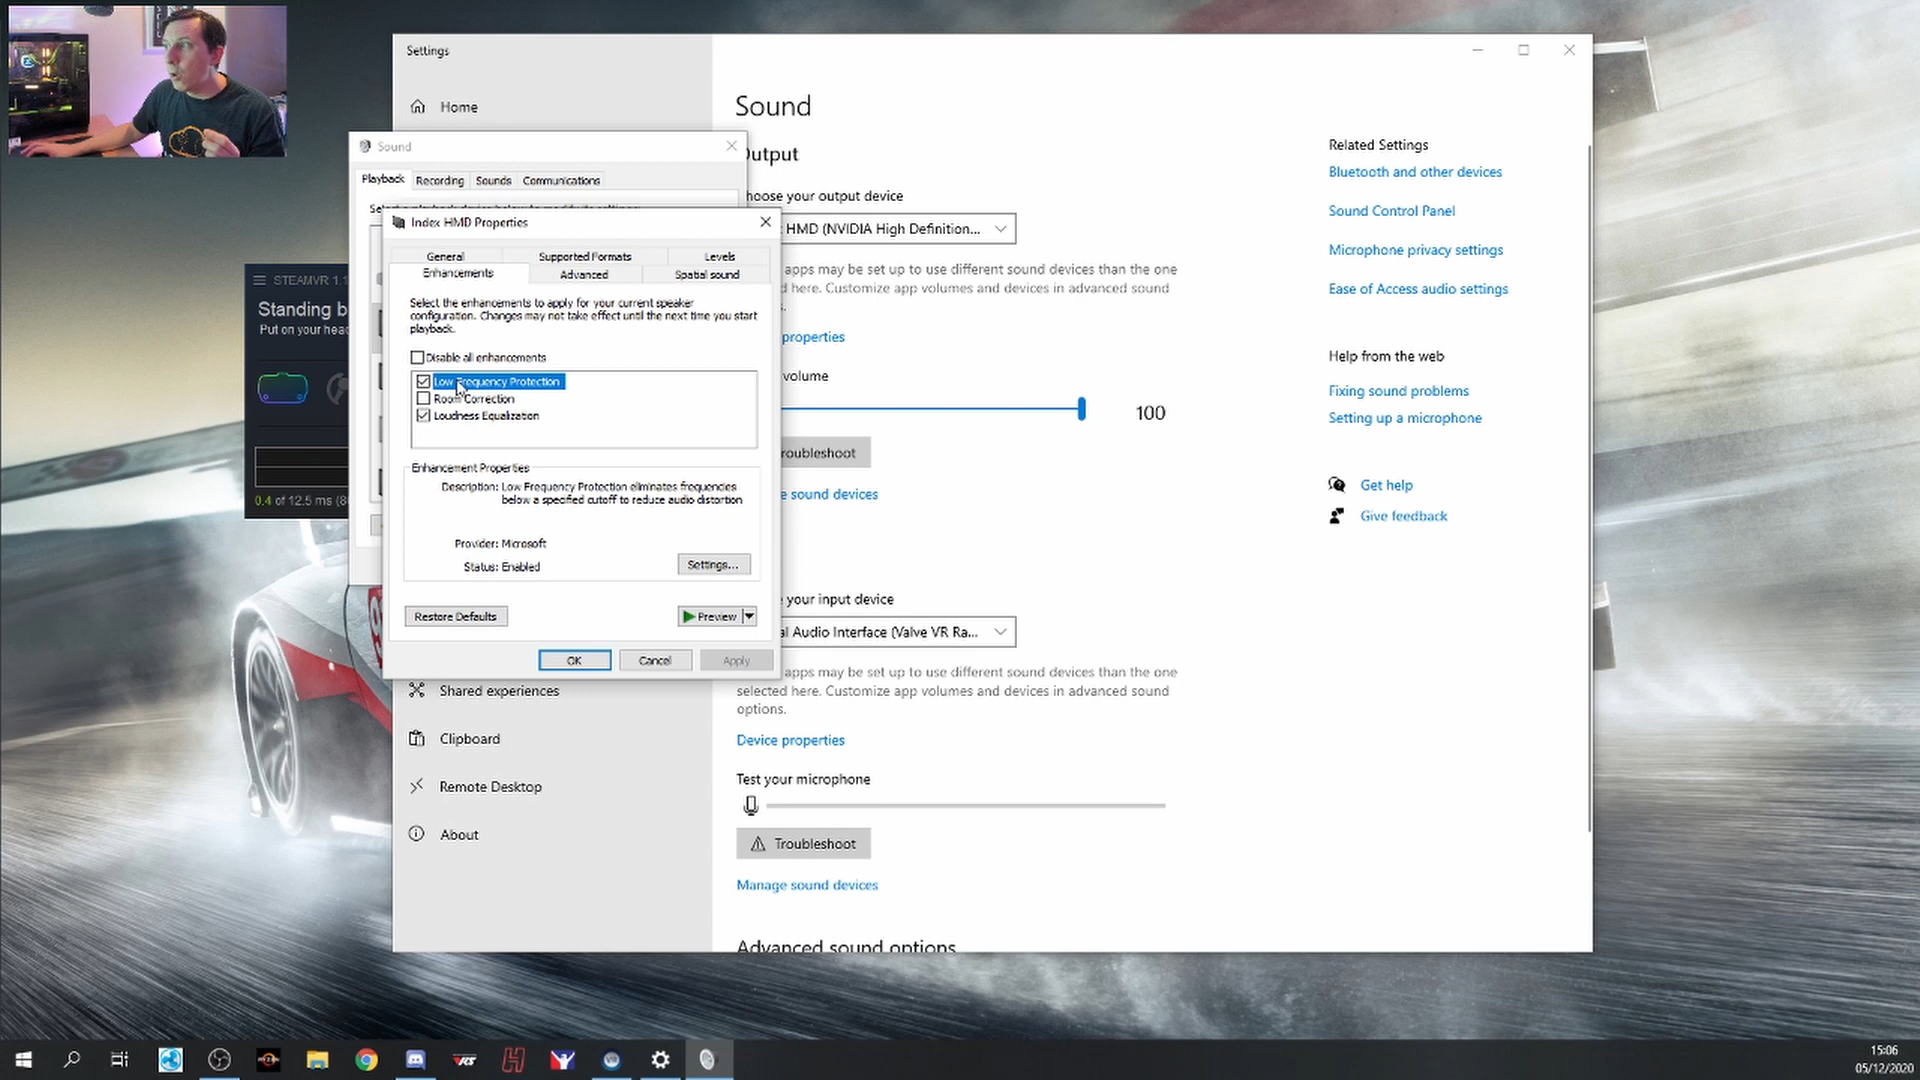 Settings
Home
Sound
Output
hoose your output device
HMD (NVIDIA High Definition...
apps may be set up to use different sound devices than the one
d here. Customize app volumes and devices in advanced sound
properties
volume
100
roubleshoot
e sound devices
your input device
al Audio Interface (Valve VR Ra...
apps may be set up to use different sound devices than the one
selected here. Customize app volumes and devices in advanced sound
options.
Device properties
Test your microphone
Troubleshoot
Manage sound devices
Advanced sound options
Related Settings
Bluetooth and other devices
Sound Control Panel
Microphone privacy settings
Ease of Access audio settings
Help from the web
Fixing sound problems
Setting up a microphone
Get help
Give feedback
Sound
Playback
Recording
Sounds
Communications
Index HMD Properties
General
Supported Formats
Levels
Enhancements
Advanced
Spatial sound
Select the enhancements to apply for your current speaker
configuration. Changes may not take effect until the next time you start
playback.
Disable all enhancements
Low Frequency Protection
Room Correction
Loudness Equalization
Enhancement Properties
Description: Low Frequency Protection eliminates frequencies
below a specified cutoff to reduce audio distortion
Provider: Microsoft
Status: Enabled
Settings...
Restore Defaults
Preview
OK
Cancel
Apply
STEAMVR 1.1
Standing b
Put on your head
0.4 of 12.5 ms (8
Shared experiences
Clipboard
Remote Desktop
About
15:06
05/12/2020